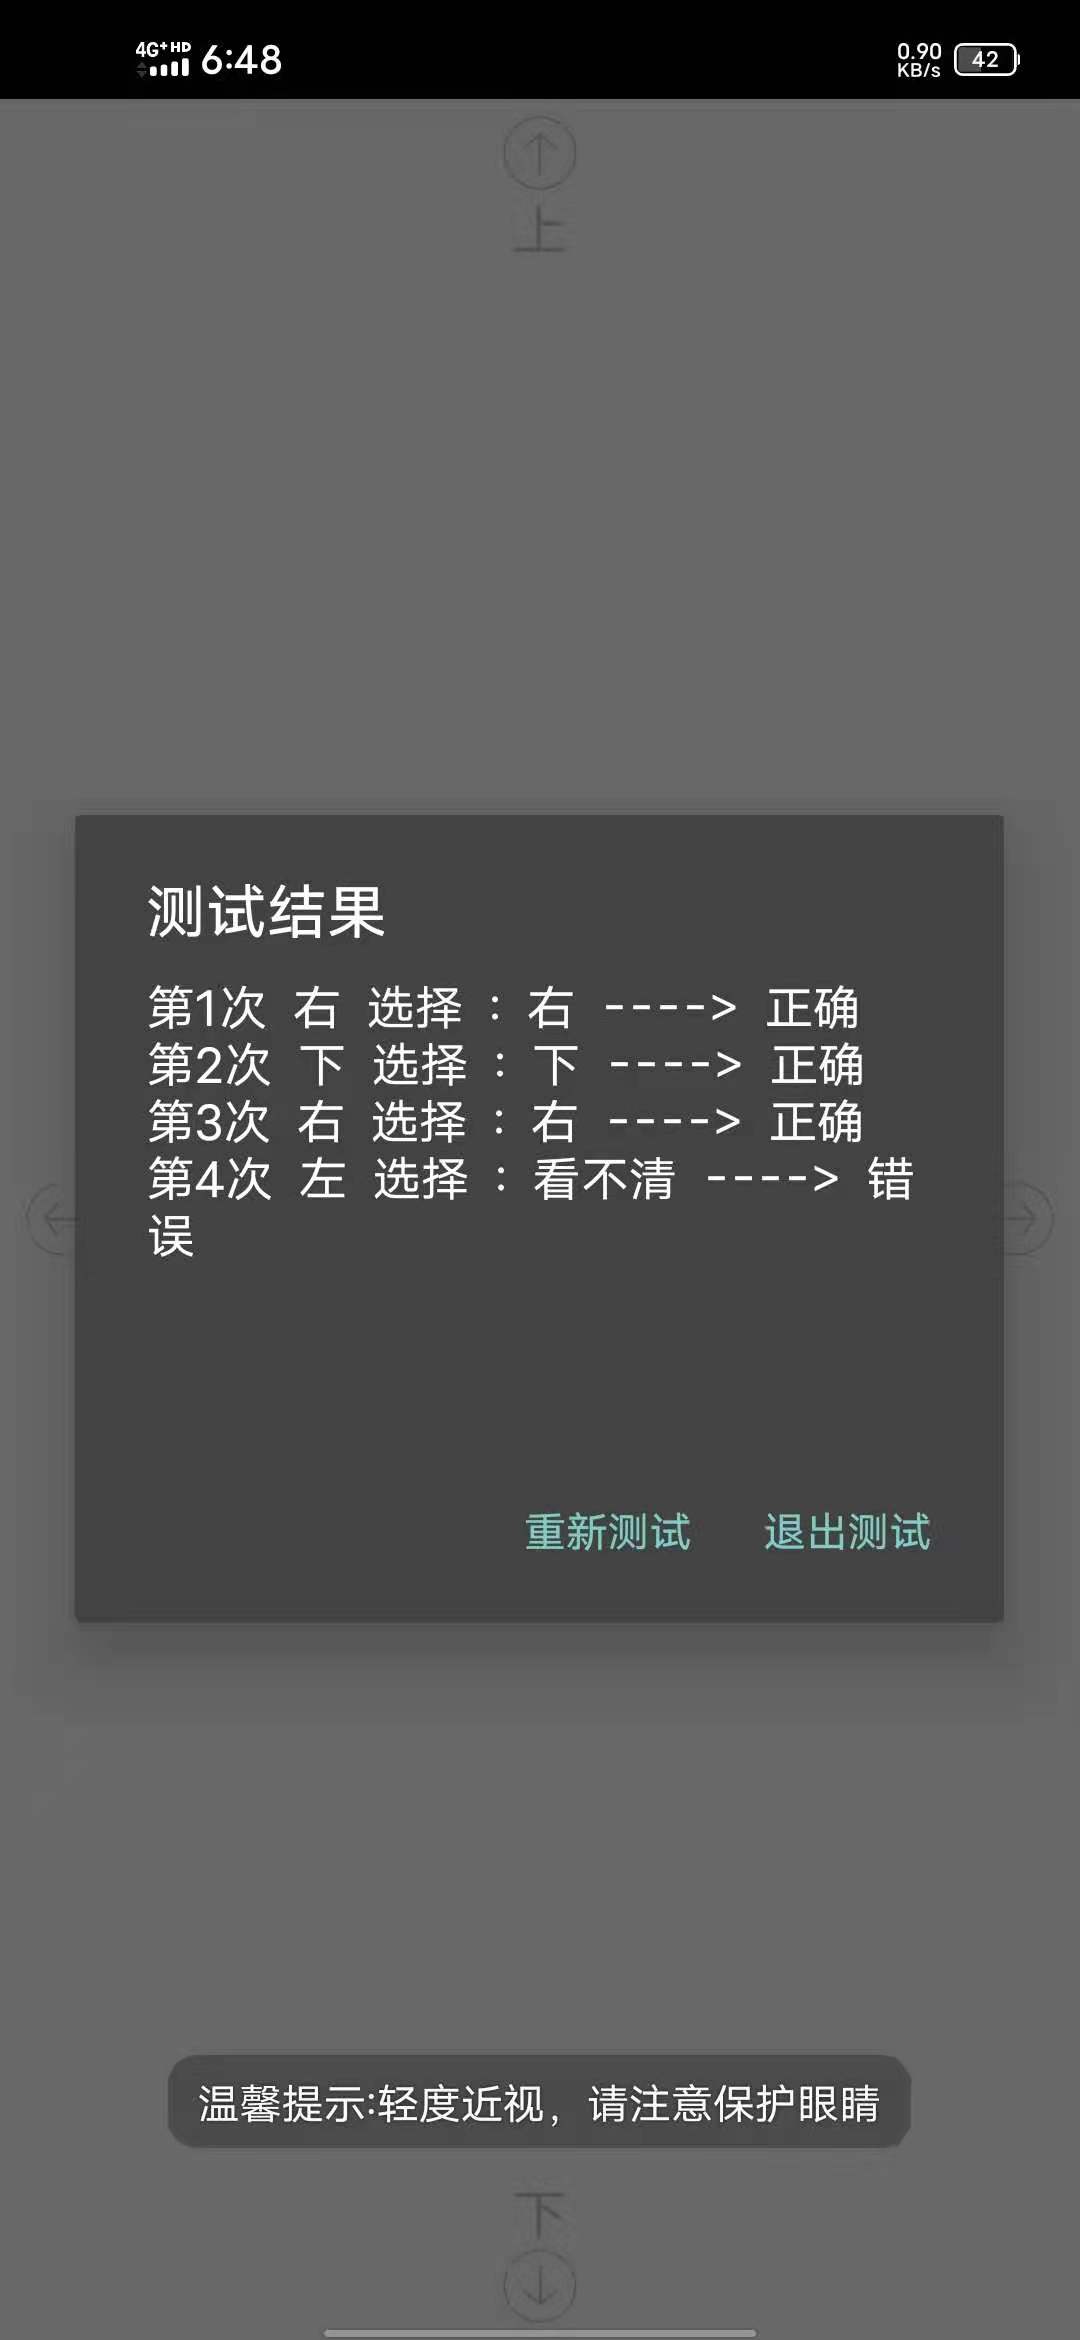 4G+ HD 6:48 0.90 KB/s 42
上
测试结果
第1次 右 选择 : 右 ----> 正确
第2次 下 选择 : 下 ----> 正确
第3次 右 选择 : 右 ----> 正确
第4次 左 选择 : 看不清 ----> 错
误
重新测试 退出测试
温馨提示:轻度近视，请注意保护眼睛
下